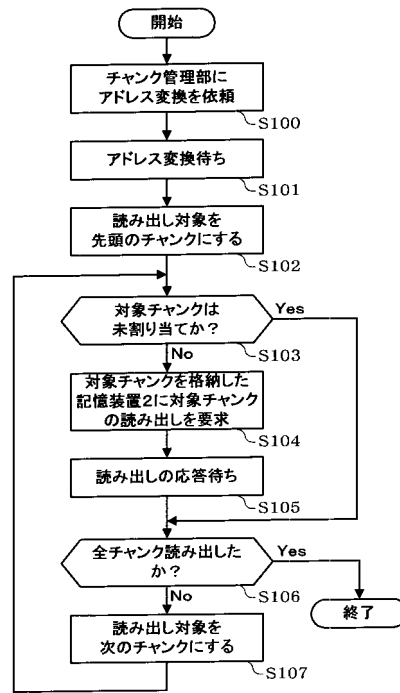 開始
チャンク管理部に
アドレス変換を依頼
S100
アドレス変換待ち
S101
読み出し対象を
先頭のチャンクにする
S102
対象チャンクは
未割り当てか?
Yes
No
S103
対象チャンクを格納した
記憶装置2に対象チャンク
の読み出しを要求
S104
読み出しの応答待ち
S105
全チャンク読み出した
か?
Yes
No
S106
終了
読み出し対象を
次のチャンクにする
S107